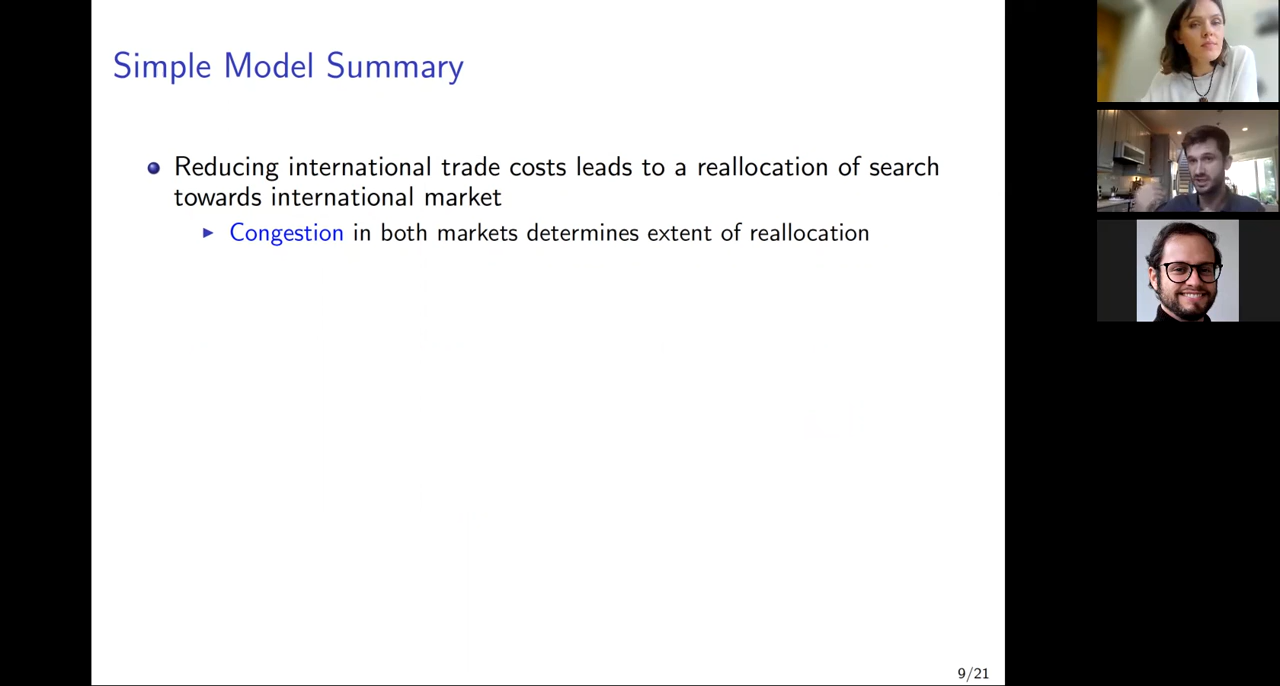 Simple Model Summary
Reducing international trade costs leads to a reallocation of search
towards international market
Congestion in both markets determines extent of reallocation
9/21